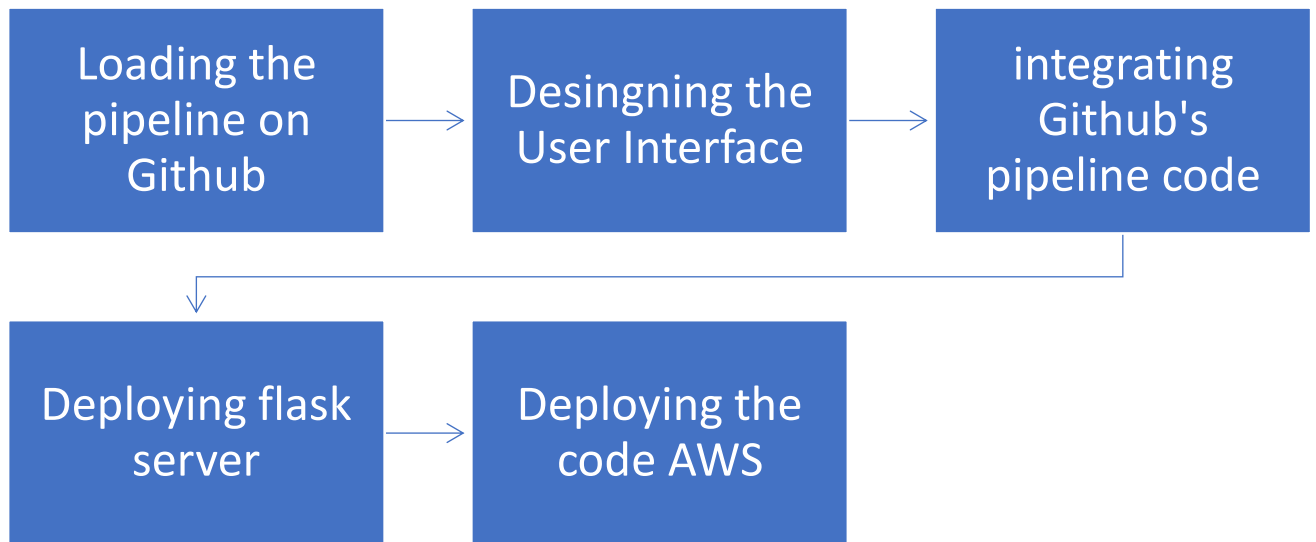 Loading the
pipeline on
Github
Desingning the
User Interface
integrating
Github's
pipeline code
Deploying flask
server
Deploying the
code AWS